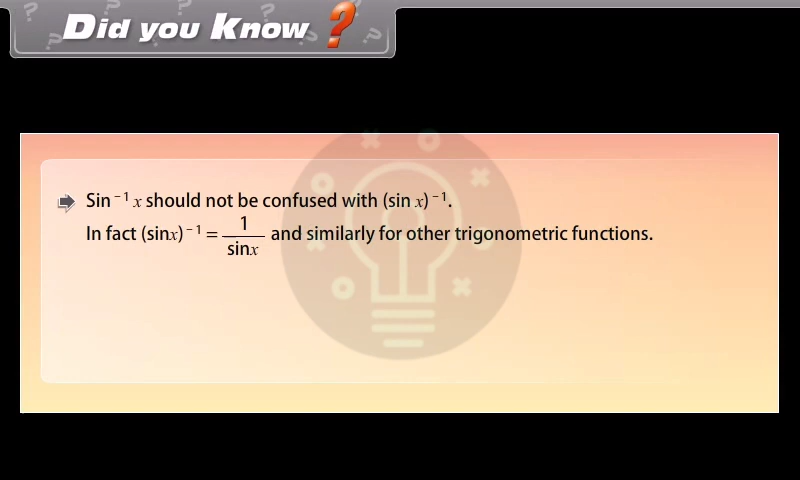 Did you Know ?
Sin⁻¹ x should not be confused with (sin x)⁻¹.
In fact (sinx)⁻¹ = 1/sinx and similarly for other trigonometric functions.